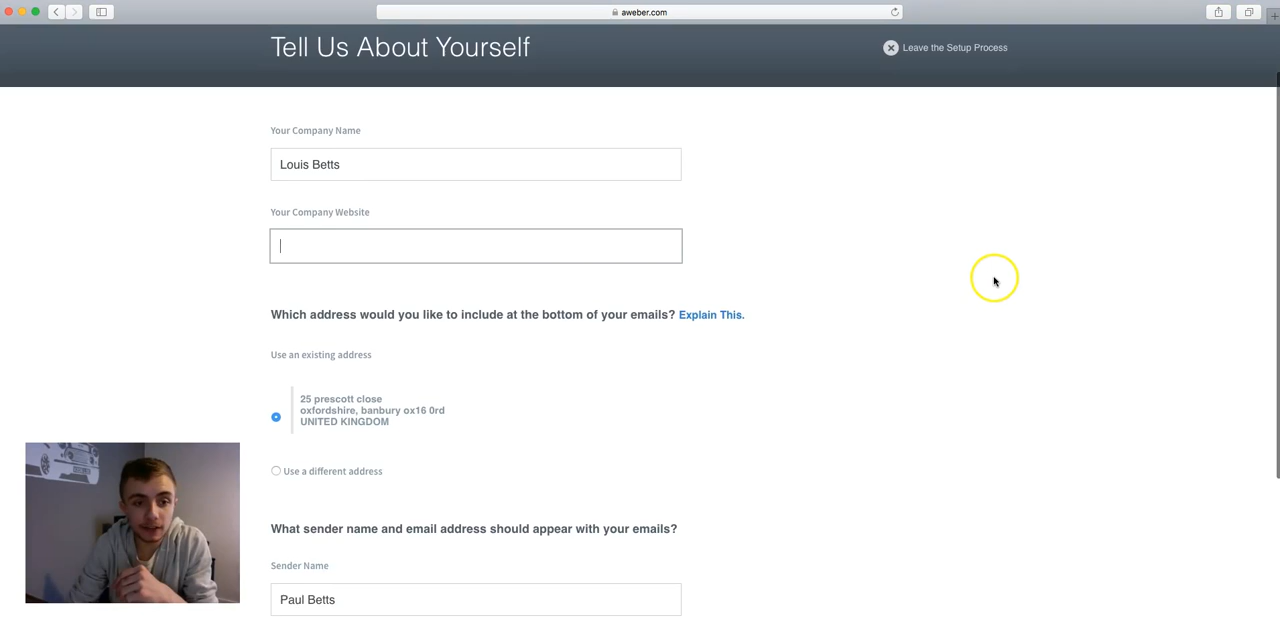 aweber.com
Tell Us About Yourself
Leave the Setup Process
Your Company Name
Louis Betts
Your Company Website
Which address would you like to include at the bottom of your emails? Explain This.
Use an existing address
25 prescott close
oxfordshire, banbury ox16 0rd
UNITED KINGDOM
Use a different address
What sender name and email address should appear with your emails?
Sender Name
Paul Betts